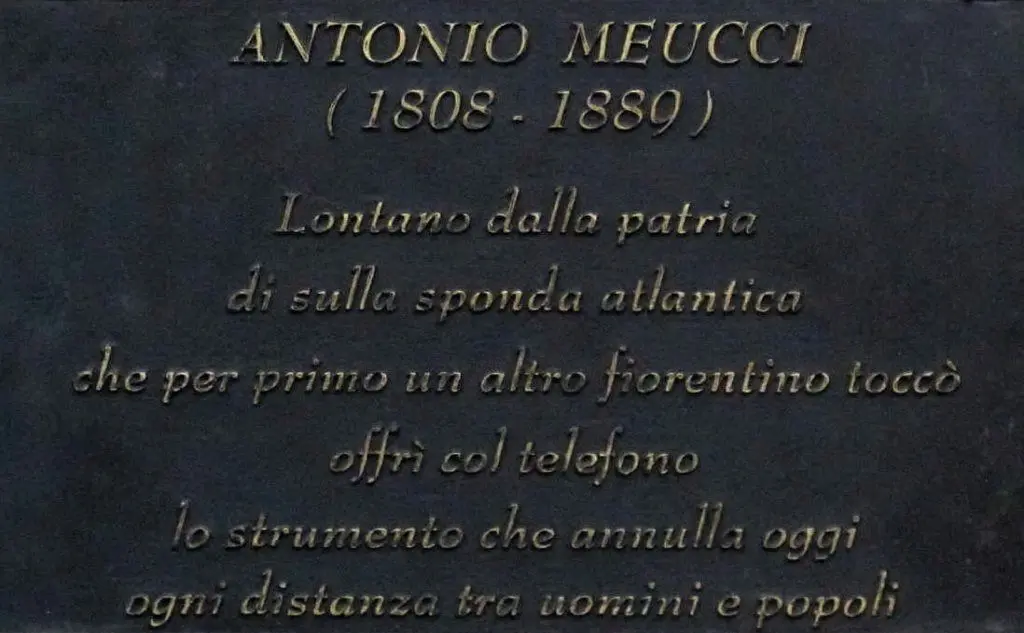 ANTONIO MEUCCI
( 1808 - 1889 )
Lontano dalla patria
di sulla sponda atlantica
che per primo un altro fiorentino toccò
offrì col telefono
lo strumento che annulla oggi
ogni distanza tra uomini e popoli